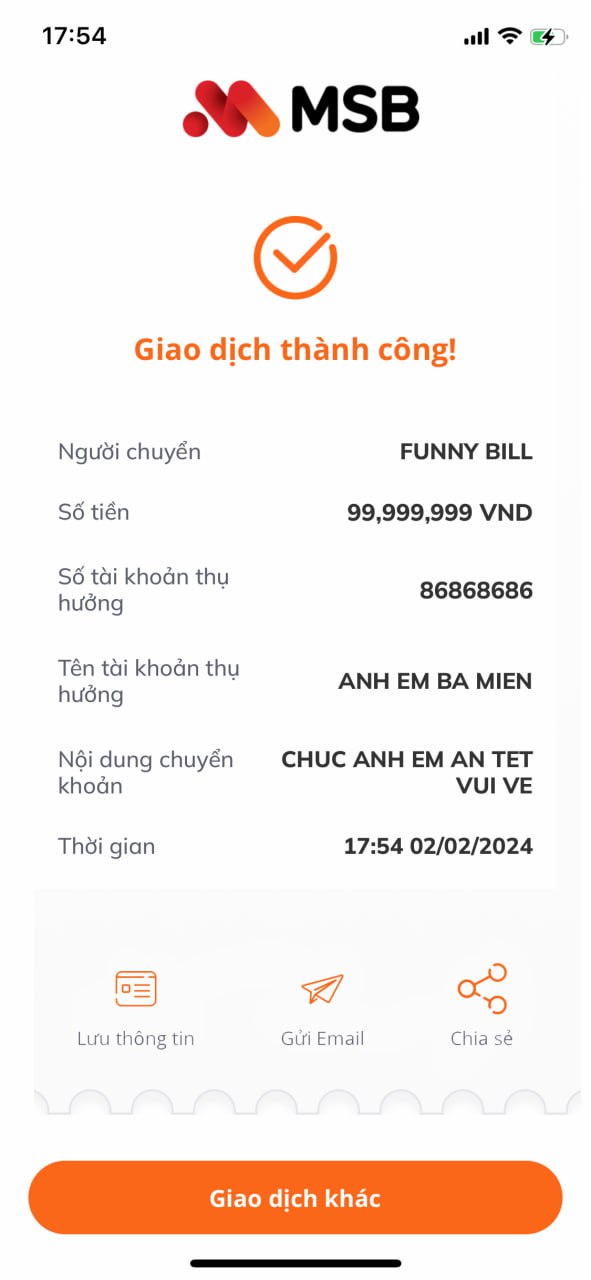 17:54
MSB
Giao dịch thành công!
Người chuyển FUNNY BILL
Số tiền 99,999,999 VND
Số tài khoản thụ
hưởng 86868686
Tên tài khoản thụ
hưởng ANH EM BA MIEN
Nội dung chuyển CHUC ANH EM AN TET
khoản VUI VE
Thời gian 17:54 02/02/2024
Lưu thông tin Gửi Email Chia sẻ
Giao dịch khác